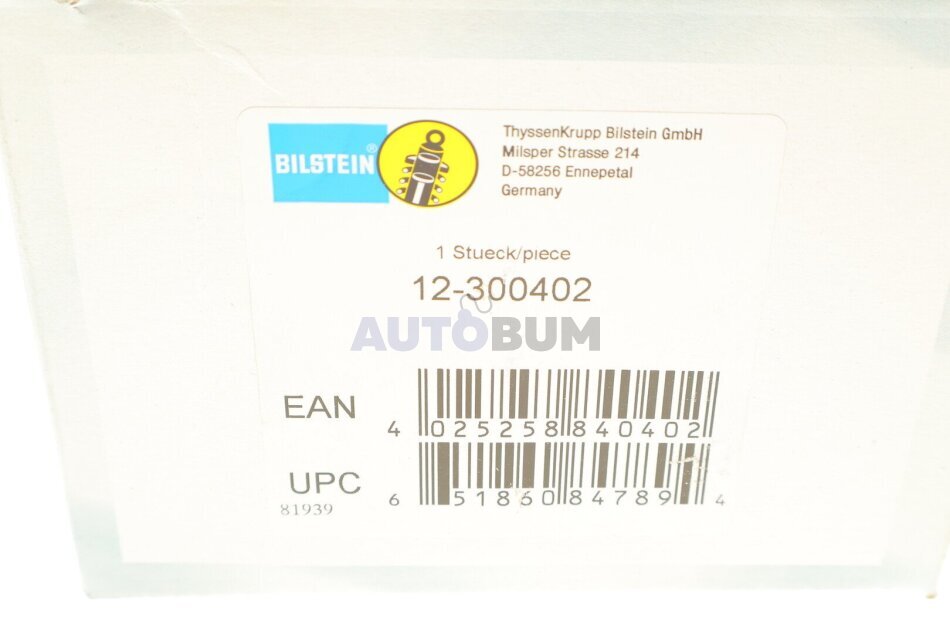 BILSTEIN®
ThyssenKrupp Bilstein GmbH
Milsper Strasse 214
D-58256 Ennepetal
Germany
1 Stueck/piece
12-300402
AUTOBUM
EAN
4 025258 840402
UPC
6 51860 84789 4
81939